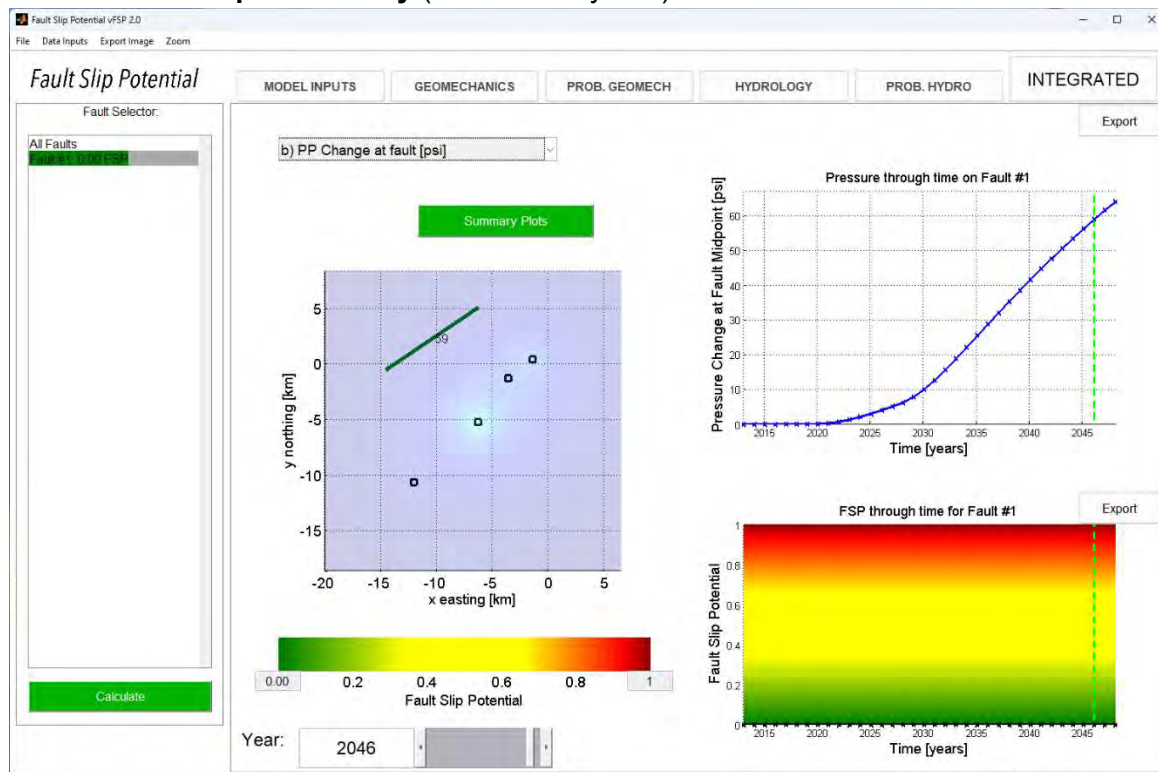 Fault Slip Potential vFSP 2.0
File Data Inputs Export Image Zoom
Fault Slip Potential
MODEL INPUTS
GEOMECHANICS
PROB. GEOMECH
HYDROLOGY
PROB. HYDRO
INTEGRATED
Export
Fault Selector:
All Faults
Fault #1: 0.00 FSP
b) PP Change at fault [psi]
Summary Plots
59
5
0
-5
-10
-15
y northing [km]
-20 -15 -10 -5 0 5
x easting [km]
0.00 0.2 0.4 0.6 0.8 1
Fault Slip Potential
Calculate
Year: 2046
Pressure through time on Fault #1
Pressure Change at Fault Midpoint [psi]
60
50
40
30
20
10
0
2015 2020 2025 2030 2035 2040 2045
Time [years]
Export
FSP through time for Fault #1
Fault Slip Potential
1
0.8
0.6
0.4
0.2
0
2015 2020 2025 2030 2035 2040 2045
Time [years]